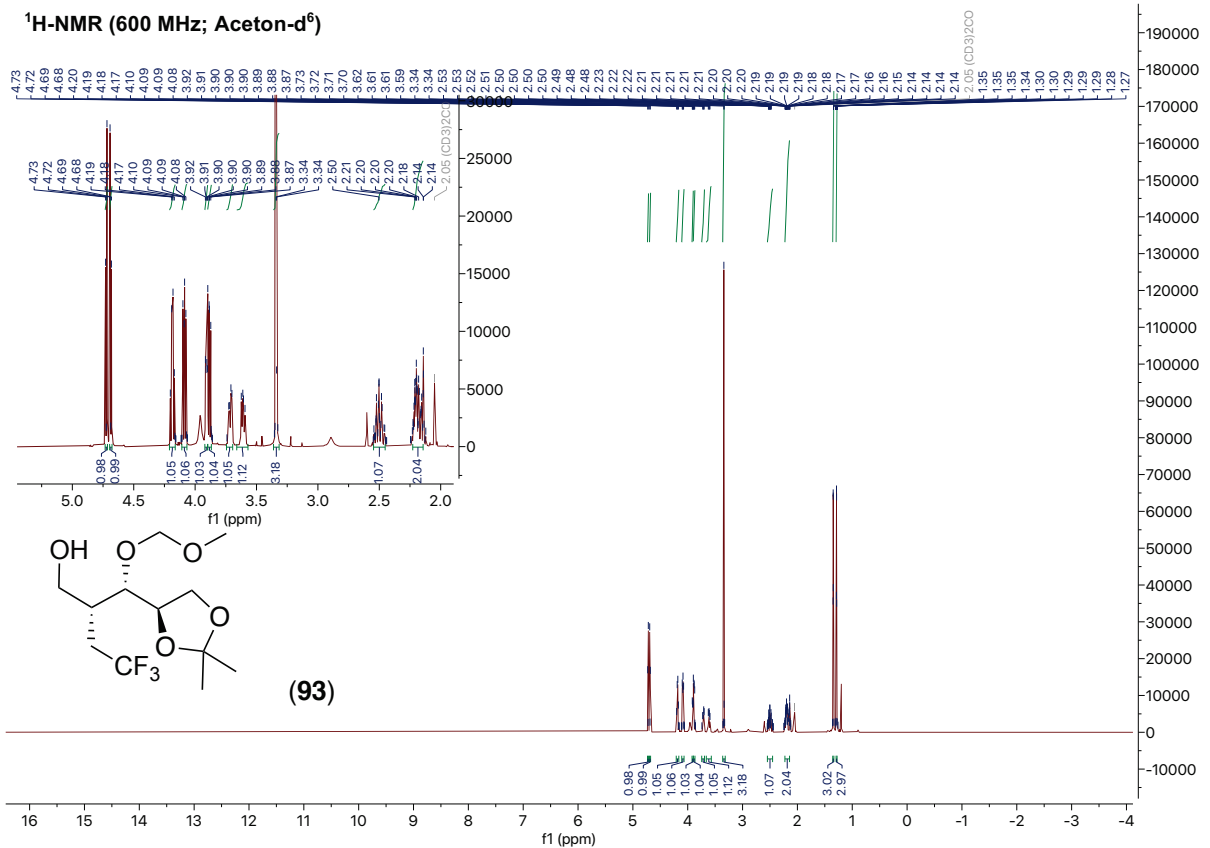 ¹H-NMR (600 MHz; Aceton-d⁶)
4.73 4.72 4.69 4.68 4.20 4.19 4.18 4.17 4.10 4.09 4.09 4.08 3.92 3.91 3.90 3.90 3.90 3.89 3.88 3.87 3.73 3.72 3.71 3.70 3.62 3.61 3.61 3.59 3.34 3.34 2.53 2.53 2.52 2.51 2.50 2.50 2.50 2.50 2.49 2.48 2.48 2.23 2.22 2.22 2.21 2.21 2.21 2.21 2.21 2.20 2.20 2.20 2.19 2.19 2.19 2.19 2.18 2.18 2.17 2.17 2.16 2.16 2.15 2.14 2.14 2.14 2.14 2.05 (CD3)2CO 1.35 1.35 1.35 1.34 1.30 1.30 1.29 1.29 1.29 1.28 1.27
4.73 4.72 4.69 4.68 4.19 4.18 4.17 4.10 4.09 4.09 4.08 3.92 3.91 3.90 3.90 3.90 3.89 3.88 3.87 3.34 3.34 2.50 2.21 2.20 2.20 2.18 2.14 2.14 2.05 (CD3)2CO
30000
25000
20000
15000
10000
5000
0
0.98 0.99 1.05 1.06 1.03 1.04 1.05 1.12 3.18 1.07 2.04
5.0 4.5 4.0 3.5 3.0 2.5 2.0
f1 (ppm)
OH O O
O
O
CF₃
(93)
190000
180000
170000
160000
150000
140000
130000
120000
110000
100000
90000
80000
70000
60000
50000
40000
30000
20000
10000
0
-10000
0.98 0.99 1.05 1.06 1.03 1.04 1.05 1.12 3.18 1.07 2.04 3.02 2.97
16 15 14 13 12 11 10 9 8 7 6 5 4 3 2 1 0 -1 -2 -3 -4
f1 (ppm)